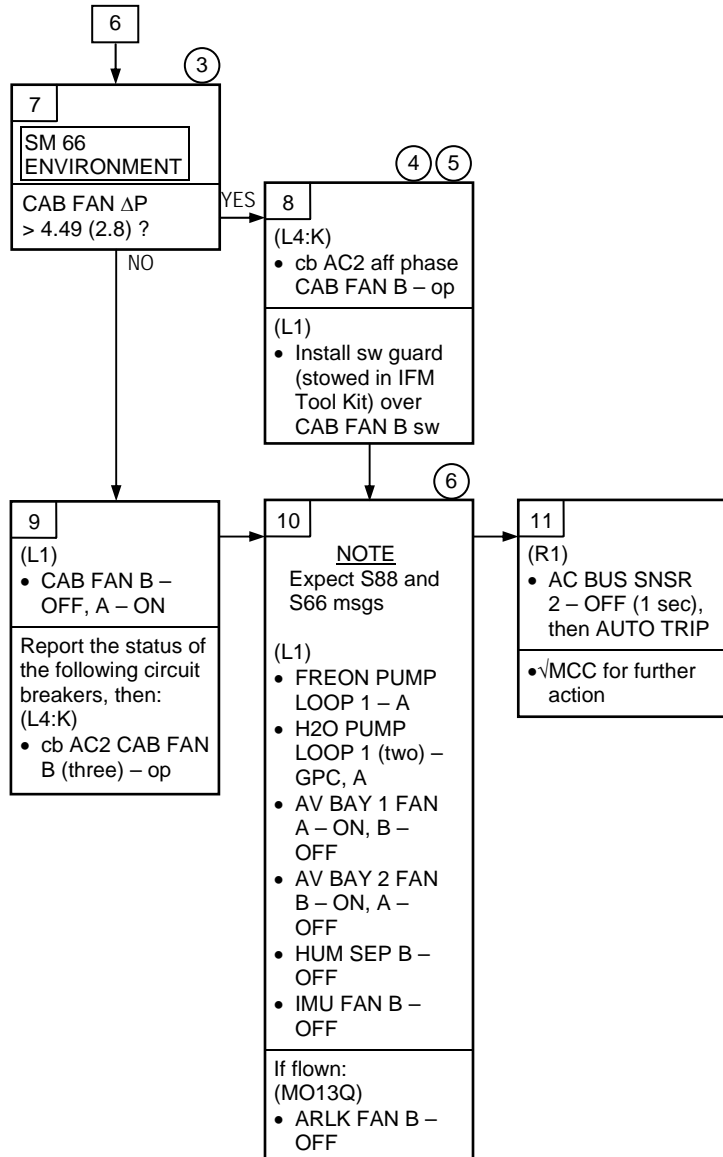 6
3
7
SM 66
ENVIRONMENT
CAB FAN ΔP
> 4.49 (2.8) ?
YES
NO
4
5
8
(L4:K)
• cb AC2 aff phase
CAB FAN B – op
(L1)
• Install sw guard
(stowed in IFM
Tool Kit) over
CAB FAN B sw
9
(L1)
• CAB FAN B –
OFF, A – ON
Report the status of
the following circuit
breakers, then:
(L4:K)
• cb AC2 CAB FAN
B (three) – op
6
10
NOTE
Expect S88 and
S66 msgs
(L1)
• FREON PUMP
LOOP 1 – A
• H2O PUMP
LOOP 1 (two) –
GPC, A
• AV BAY 1 FAN
A – ON, B –
OFF
• AV BAY 2 FAN
B – ON, A –
OFF
• HUM SEP B –
OFF
• IMU FAN B –
OFF
If flown:
(MO13Q)
• ARLK FAN B –
OFF
11
(R1)
• AC BUS SNSR
2 – OFF (1 sec),
then AUTO TRIP
•√MCC for further
action